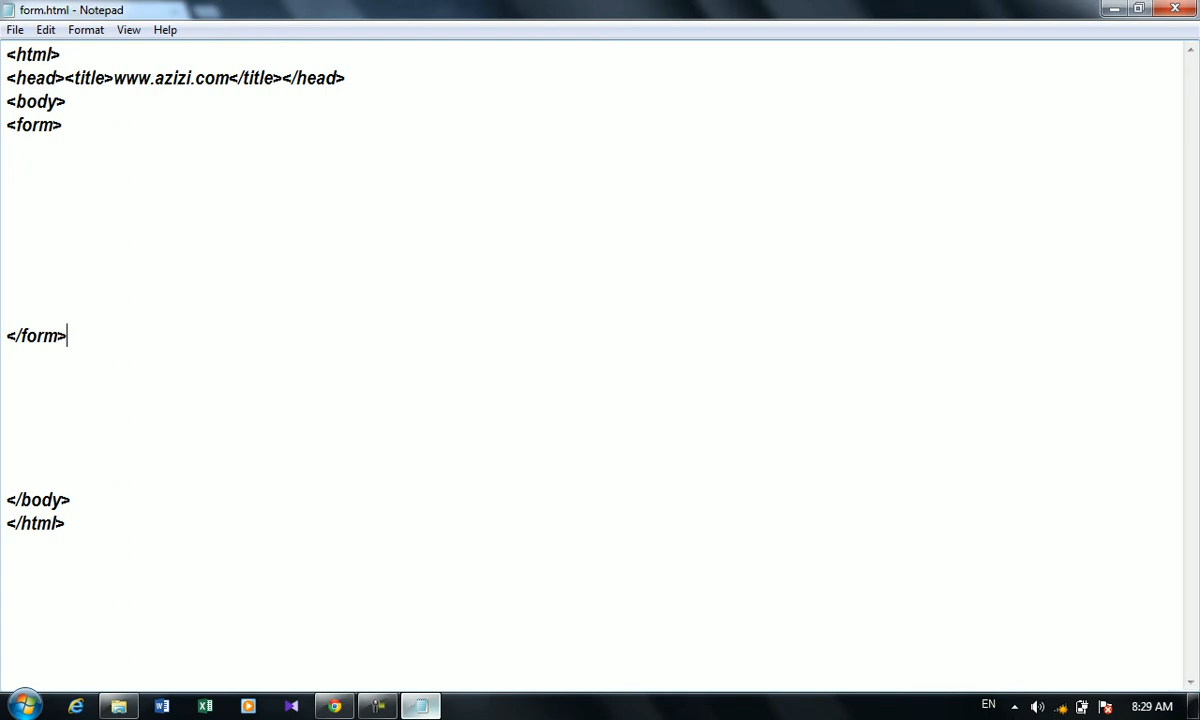 form.html - Notepad
File Edit Format View Help
<html>
<head><title>www.azizi.com</title></head>
<body>
<form>
</form>
</body>
</html>
EN 8:29 AM